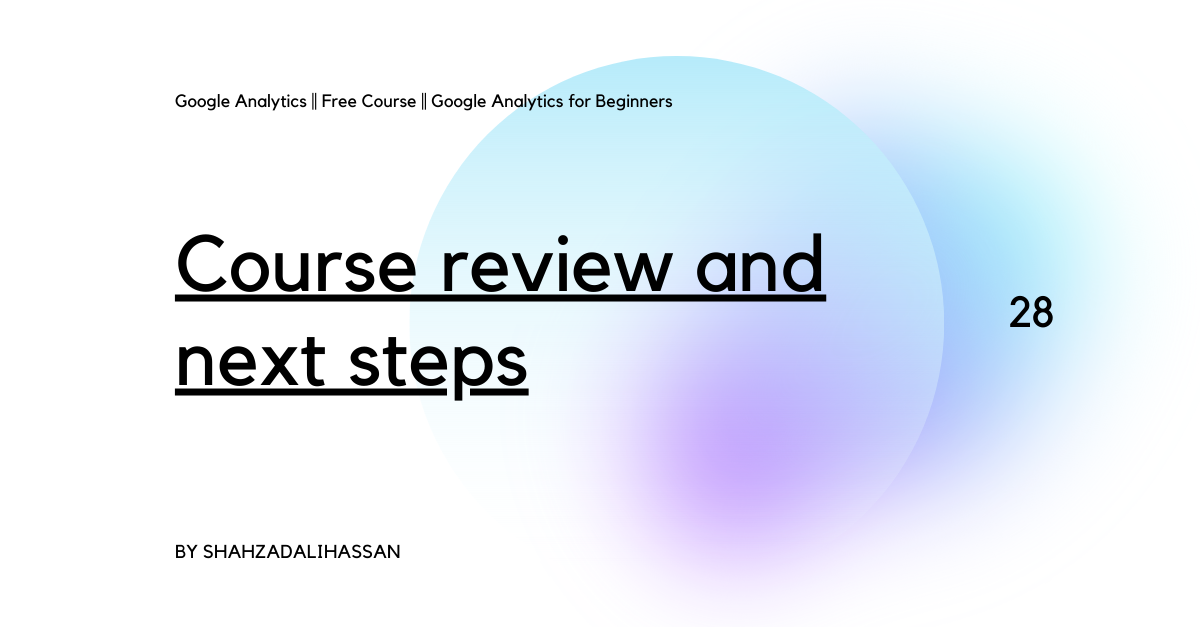 Google Analytics || Free Course || Google Analytics for Beginners
Course review and
next steps
28
BY SHAHZADALIHASSAN